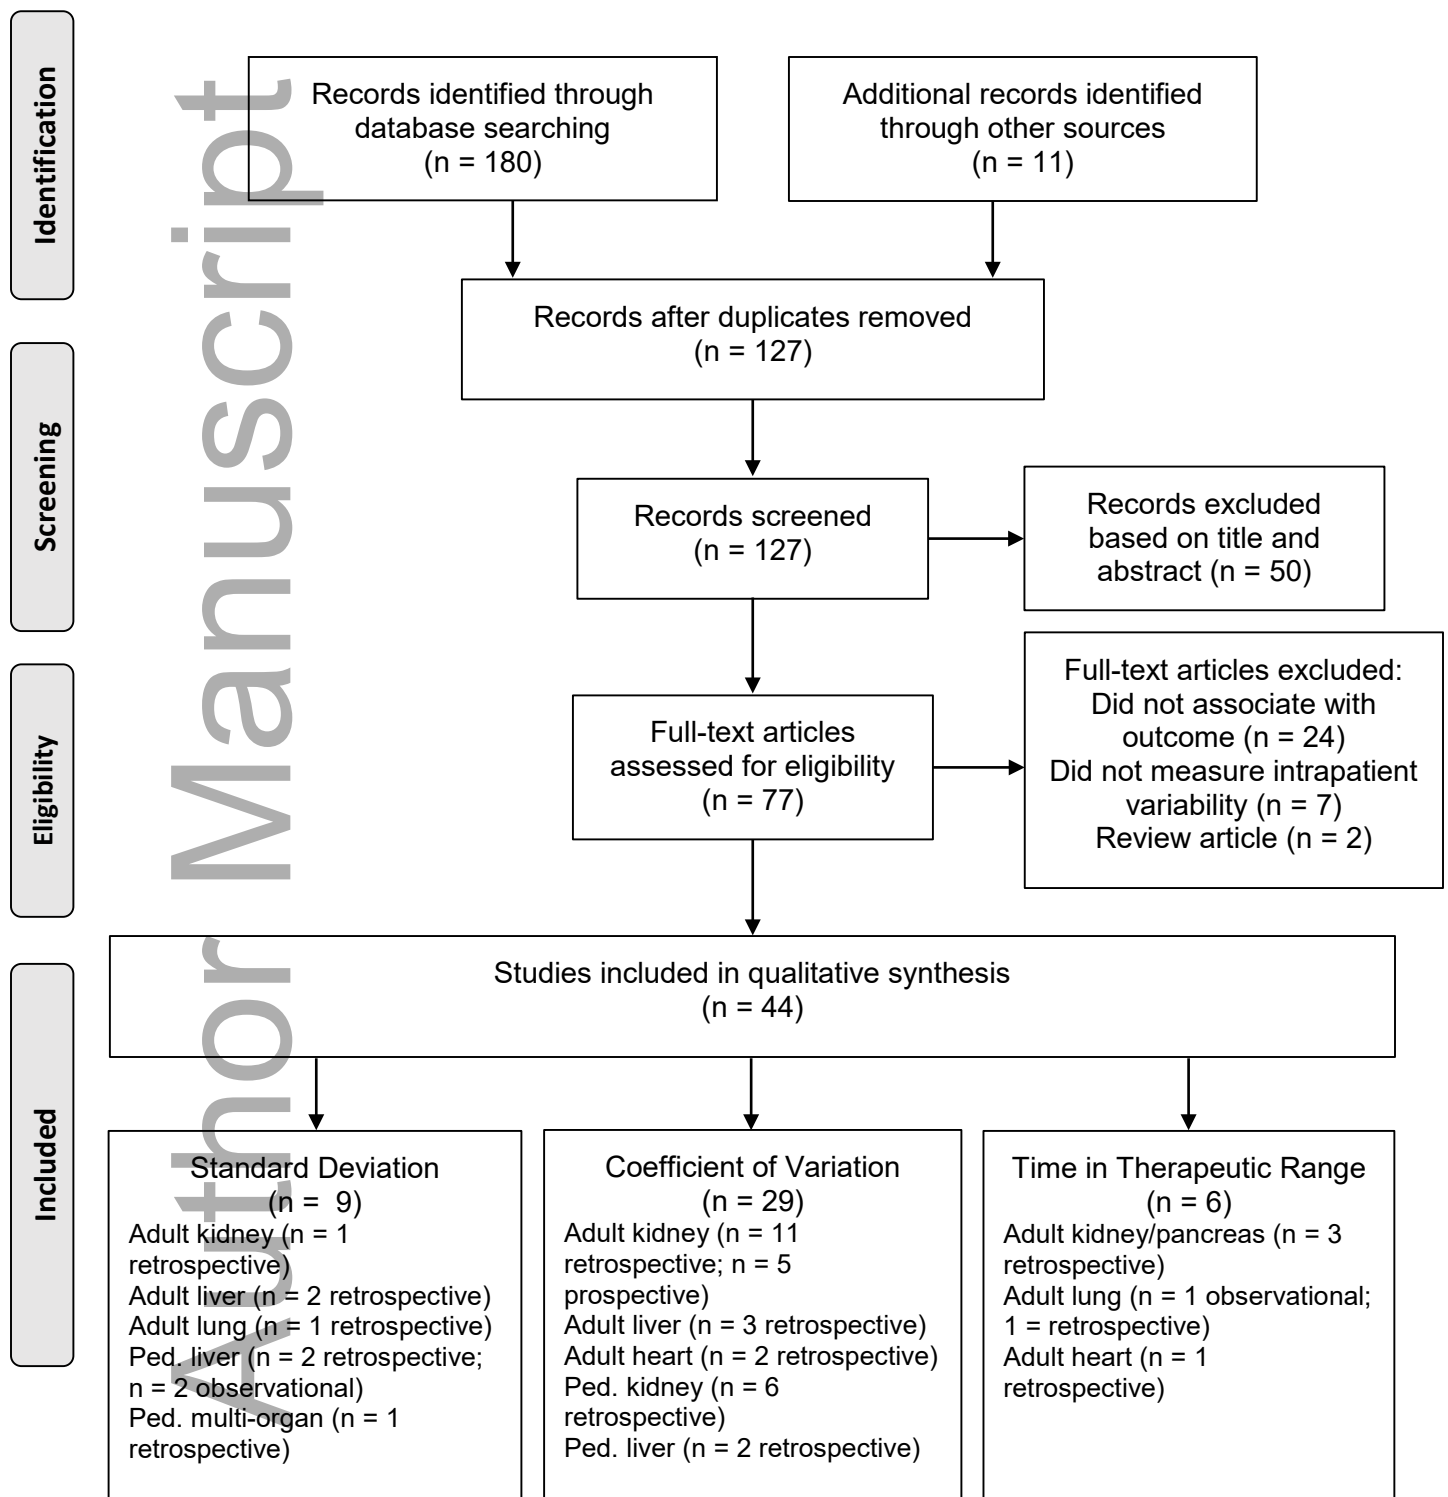 Identification
Records identified through
database searching
(n = 180)
Additional records identified
through other sources
(n = 11)
Records after duplicates removed
(n = 127)
Screening
Records screened
(n = 127)
Records excluded
based on title and
abstract (n = 50)
Eligibility
Full-text articles
assessed for eligibility
(n = 77)
Full-text articles excluded:
Did not associate with
outcome (n = 24)
Did not measure intrapatient
variability (n = 7)
Review article (n = 2)
Included
Studies included in qualitative synthesis
(n = 44)
Standard Deviation
(n =  9)
Adult kidney (n = 1
retrospective)
Adult liver (n = 2 retrospective)
Adult lung (n = 1 retrospective)
Ped. liver (n = 2 retrospective;
n = 2 observational)
Ped. multi-organ (n = 1
retrospective)
Coefficient of Variation
(n = 29)
Adult kidney (n = 11
retrospective; n = 5
prospective)
Adult liver (n = 3 retrospective)
Adult heart (n = 2 retrospective)
Ped. kidney (n = 6
retrospective)
Ped. liver (n = 2 retrospective)
Time in Therapeutic Range
(n = 6)
Adult kidney/pancreas (n = 3
retrospective)
Adult lung (n = 1 observational;
1 = retrospective)
Adult heart (n = 1
retrospective)
Author Manuscript